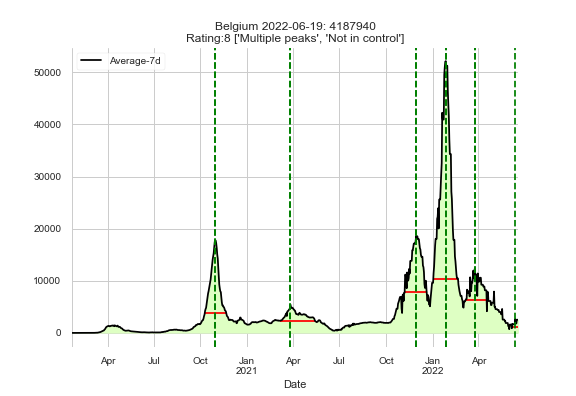 Belgium 2022-06-19: 4187940
Rating:8 ['Multiple peaks', 'Not in control']
Average-7d
50000
40000
30000
20000
10000
0
Apr Jul Oct Jan Apr Jul Oct Jan Apr
2021 2022
Date